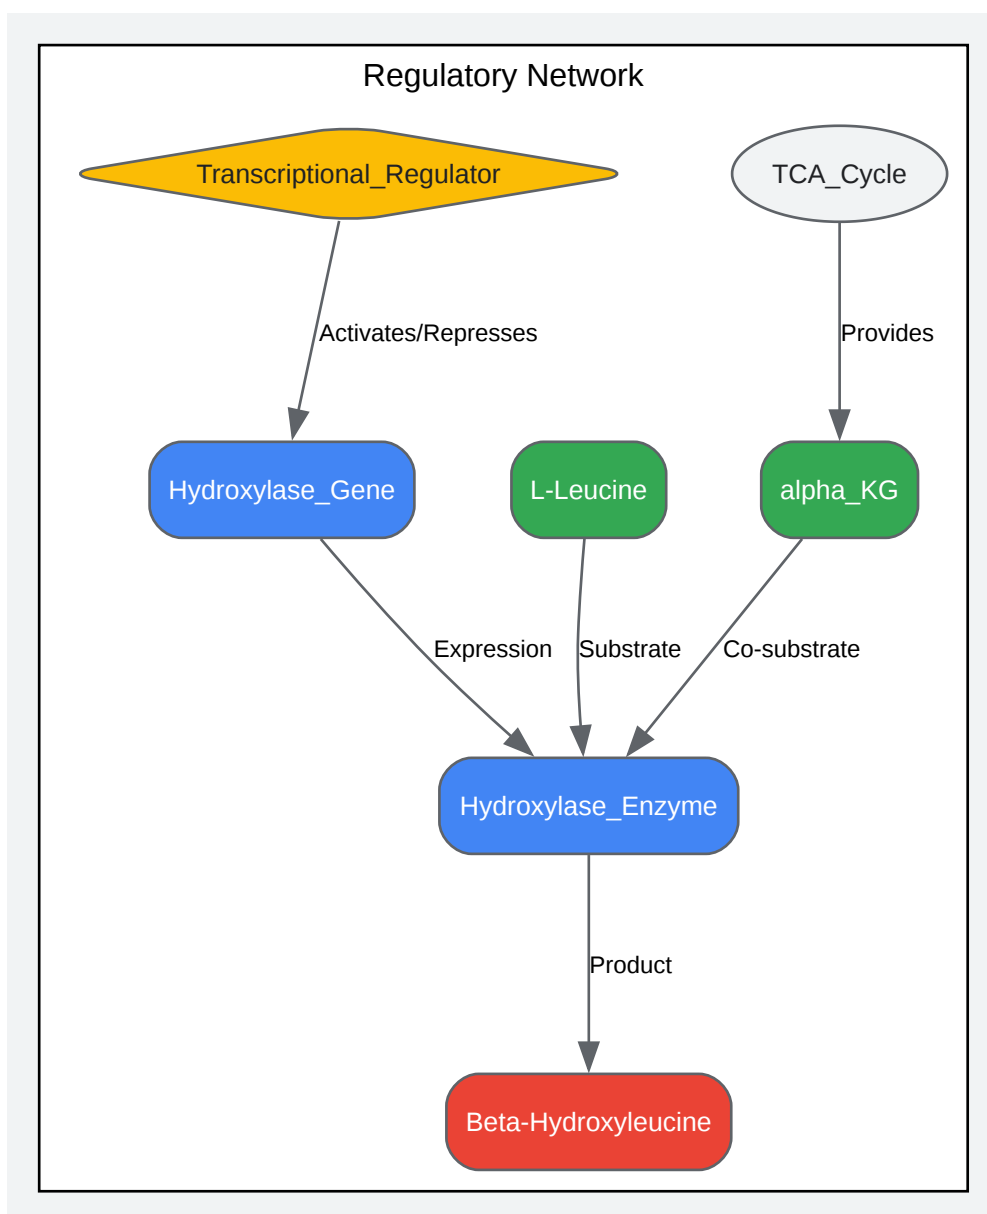 Regulatory Network
Transcriptional_Regulator
TCA_Cycle
Activates/Represses
Provides
Hydroxylase_Gene
L-Leucine
alpha_KG
Expression
Substrate
Co-substrate
Hydroxylase_Enzyme
Product
Beta-Hydroxyleucine